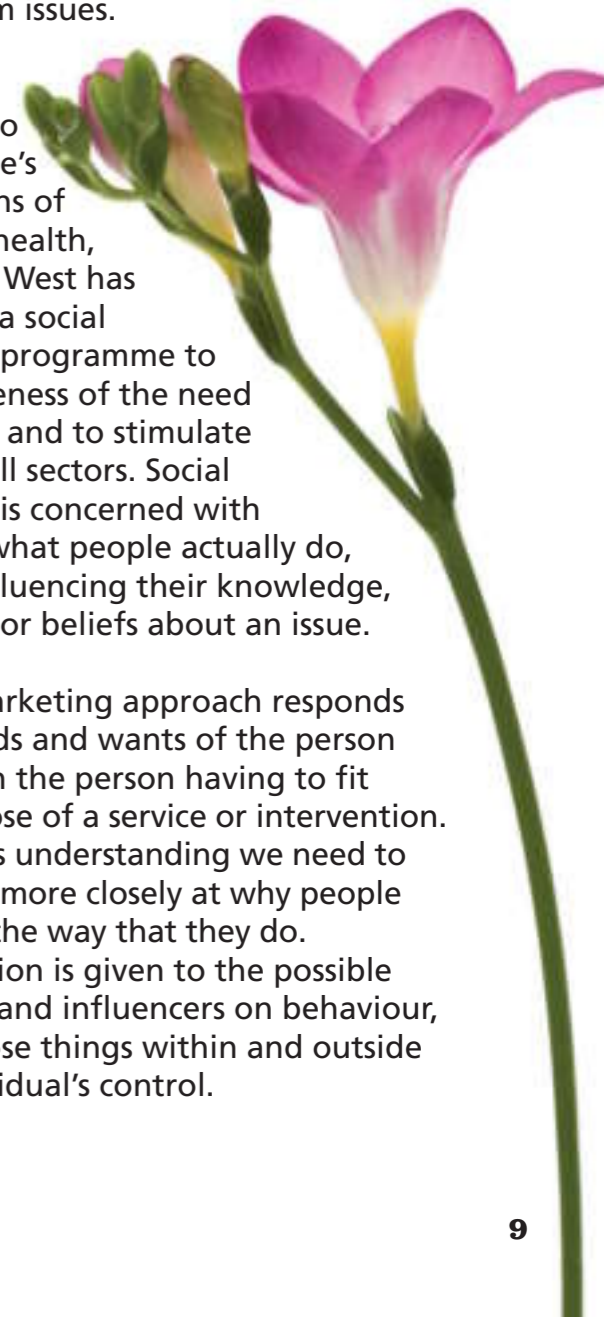 m issues.
o
e’s
ns of
health,
West has
a social
programme to
eness of the need
and to stimulate
ll sectors. Social
is concerned with
what people actually do,
fluencing their knowledge,
or beliefs about an issue.
arketing approach responds
ds and wants of the person
n the person having to fit
ose of a service or intervention.
s understanding we need to
more closely at why people
the way that they do.
ion is given to the possible
and influencers on behaviour,
ose things within and outside
idual’s control.
9